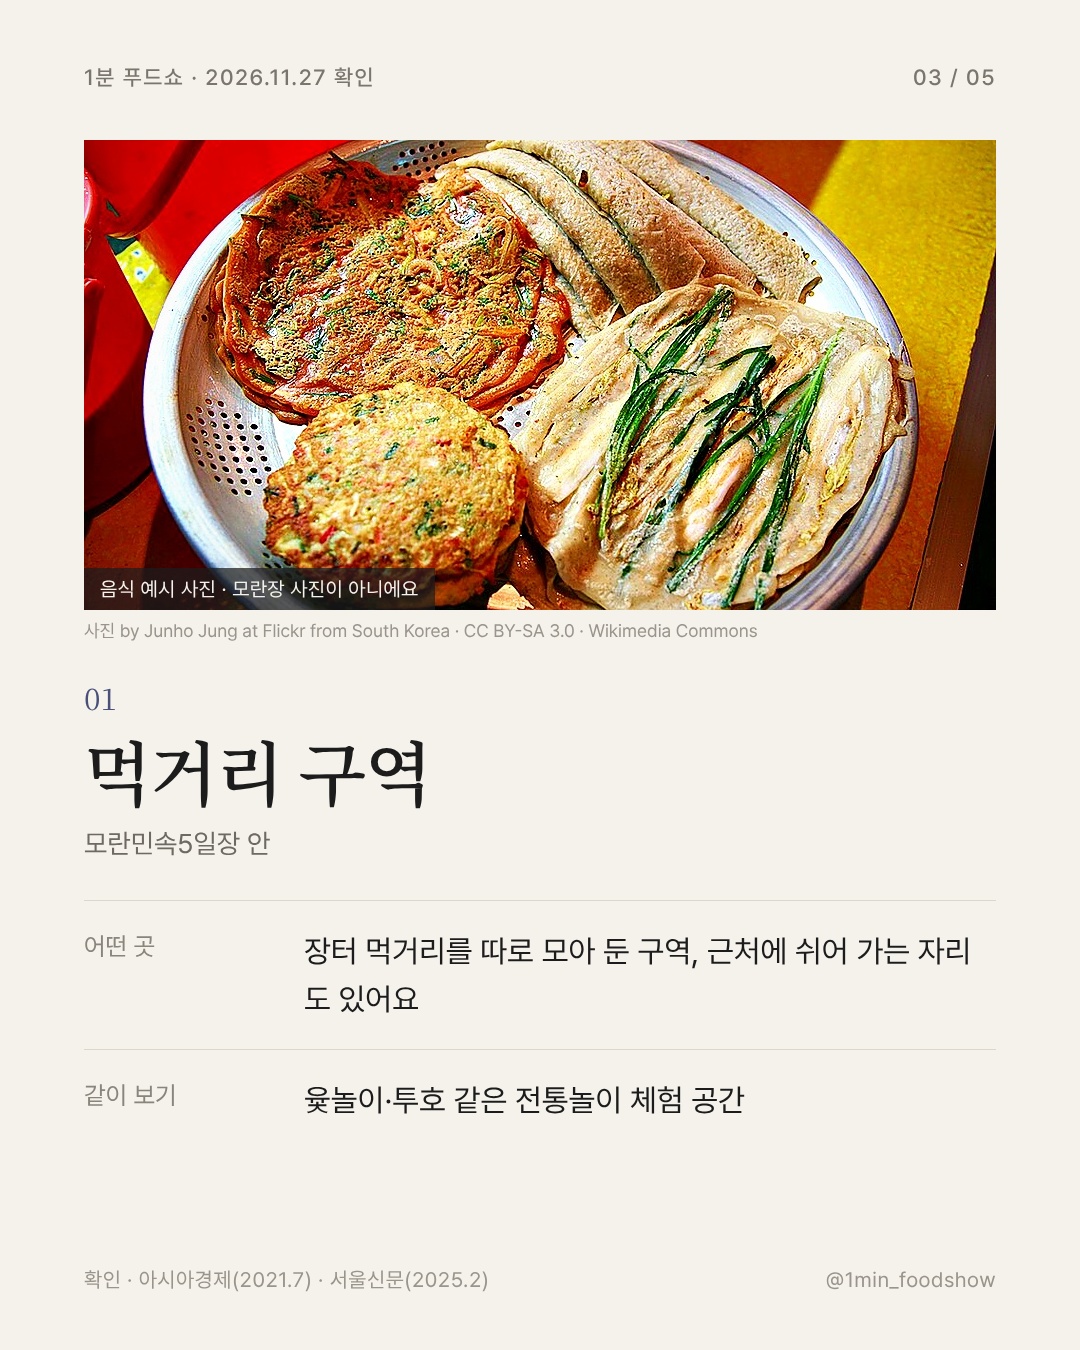 1분 푸드쇼 · 2026.11.27 확인
03 / 05
음식 예시 사진 · 모란장 사진이 아니에요
사진 by Junho Jung at Flickr from South Korea · CC BY-SA 3.0 · Wikimedia Commons
01
먹거리 구역
모란민속5일장 안
어떤 곳
장터 먹거리를 따로 모아 둔 구역, 근처에 쉬어 가는 자리
도 있어요
같이 보기
윷놀이·투호 같은 전통놀이 체험 공간
확인 · 아시아경제(2021.7) · 서울신문(2025.2)
@1min_foodshow